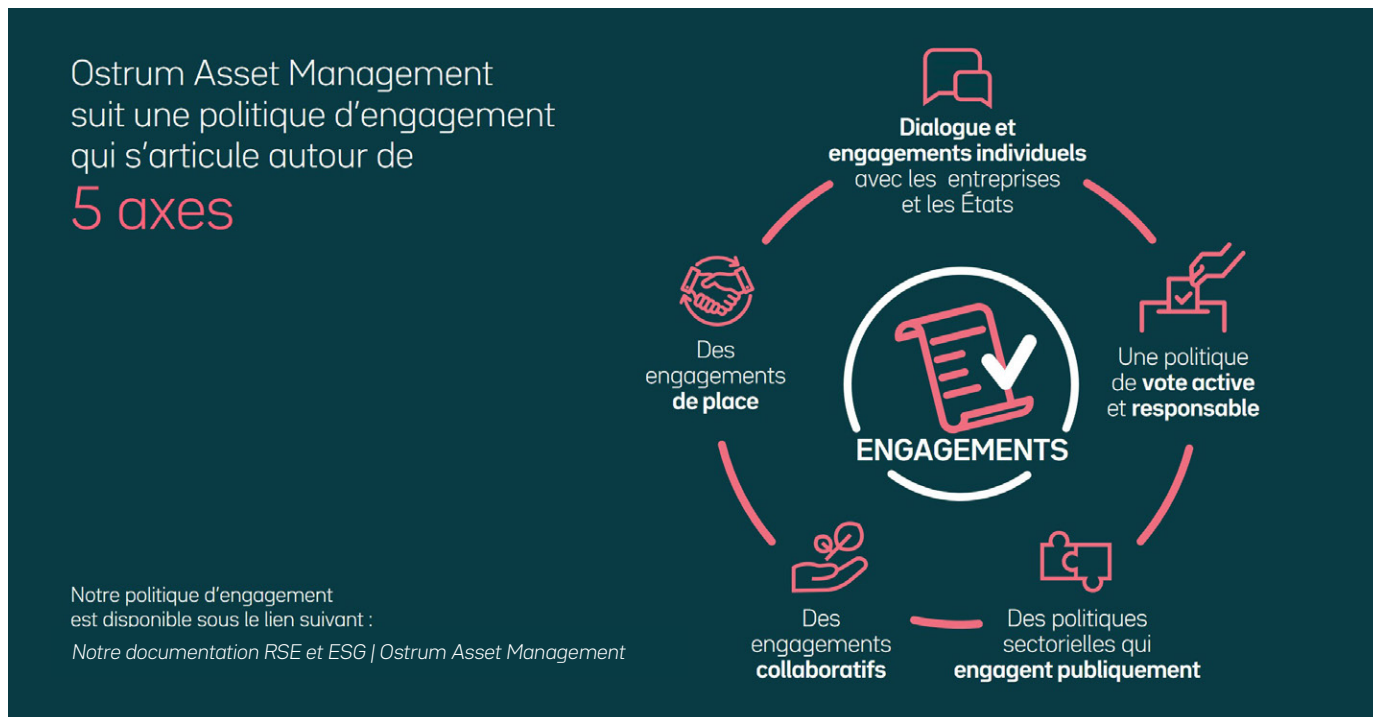 Ostrum Asset Management
suit une politique d'engagement
qui s'articule autour de
5 axes
Dialogue et
engagements individuels
avec les entreprises
et les États
Une politique
de vote active
et responsable
Des politiques
sectorielles qui
engagent publiquement
Des
engagements
collaboratifs
Des
engagements
de place
ENGAGEMENTS
Notre politique d'engagement
est disponible sous le lien suivant :
Notre documentation RSE et ESG | Ostrum Asset Management